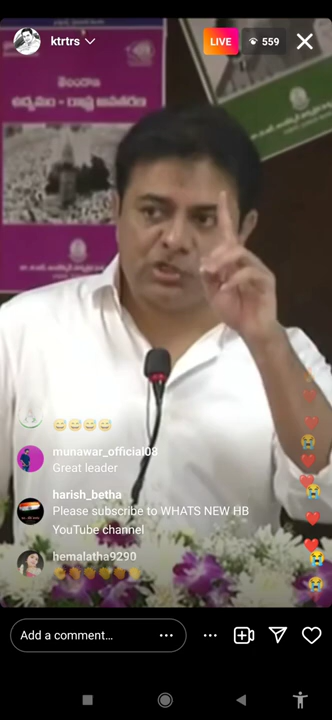 ktrtrs
LIVE
559
తెలంగాణ
ఉద్యమం - రాష్ట్ర అవతరణ
munawar_official08
Great leader
harish_betha
Please subscribe to WHATS NEW HB
YouTube channel
hemalatha9290
Add a comment...